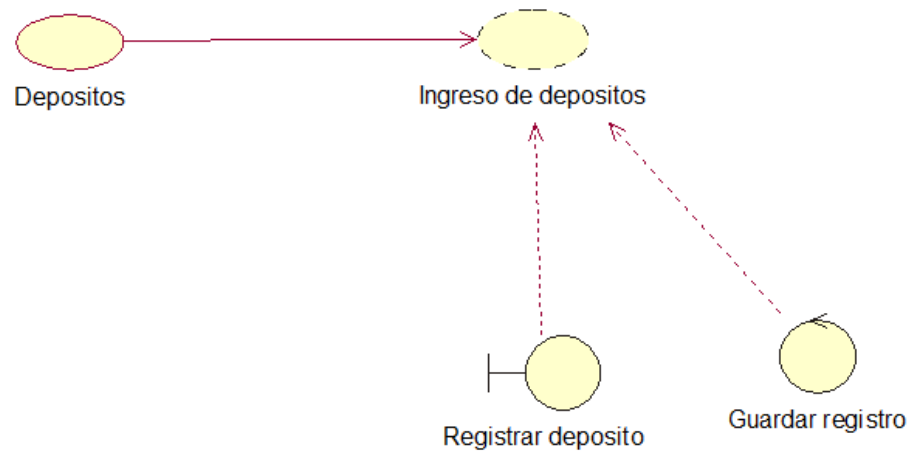 Depositos
Ingreso de depositos
Registrar deposito
Guardar registro